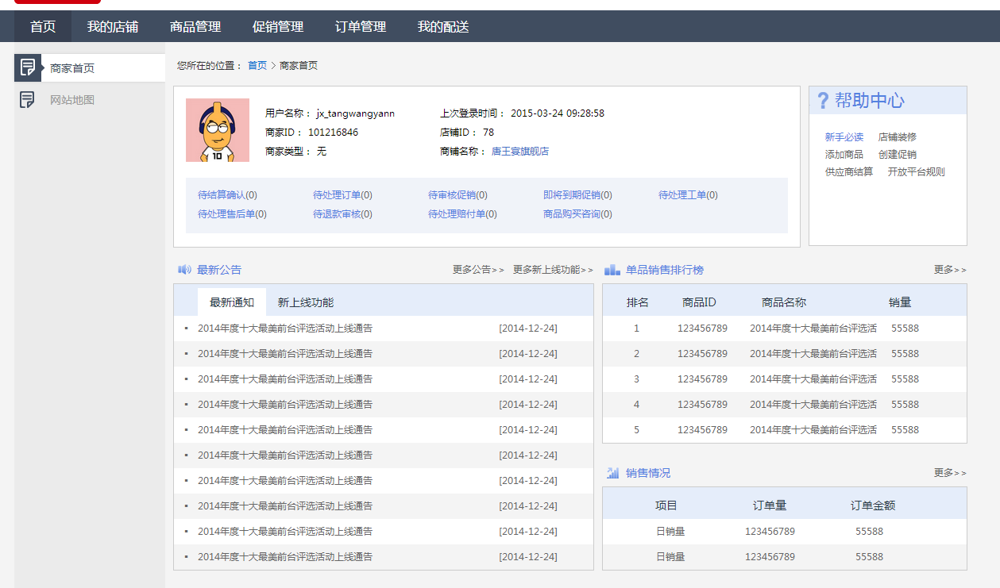 首页 我的店铺 商品管理 促销管理 订单管理 我的配送
商家首页
网站地图
您所在的位置： 首页 > 商家首页
用户名称： jx_tangwangyann 上次登录时间： 2015-03-24 09:28:58
商家ID： 101216846 店铺ID： 78
商家类型： 无 商铺名称： 唐王宴旗舰店
10
待结算确认(0) 待处理订单(0) 待审核促销(0) 即将到期促销(0) 待处理工单(0)
待处理售后单(0) 待退款审核(0) 待处理赔付单(0) 商品购买咨询(0)
? 帮助中心
新手必读 店铺装修
添加商品 创建促销
供应商结算 开放平台规则
最新公告 更多公告>> 更多新上线功能>>
最新通知 新上线功能
2014年度十大最美前台评选活动上线通告 [2014-12-24]
2014年度十大最美前台评选活动上线通告 [2014-12-24]
2014年度十大最美前台评选活动上线通告 [2014-12-24]
2014年度十大最美前台评选活动上线通告 [2014-12-24]
2014年度十大最美前台评选活动上线通告 [2014-12-24]
2014年度十大最美前台评选活动上线通告 [2014-12-24]
2014年度十大最美前台评选活动上线通告 [2014-12-24]
2014年度十大最美前台评选活动上线通告 [2014-12-24]
2014年度十大最美前台评选活动上线通告 [2014-12-24]
2014年度十大最美前台评选活动上线通告 [2014-12-24]
单品销售排行榜 更多>>
排名 商品ID 商品名称 销量
1 123456789 2014年度十大最美前台评选活 55588
2 123456789 2014年度十大最美前台评选活 55588
3 123456789 2014年度十大最美前台评选活 55588
4 123456789 2014年度十大最美前台评选活 55588
5 123456789 2014年度十大最美前台评选活 55588
销售情况 更多>>
项目 订单量 订单金额
日销量 123456789 55588
日销量 123456789 55588